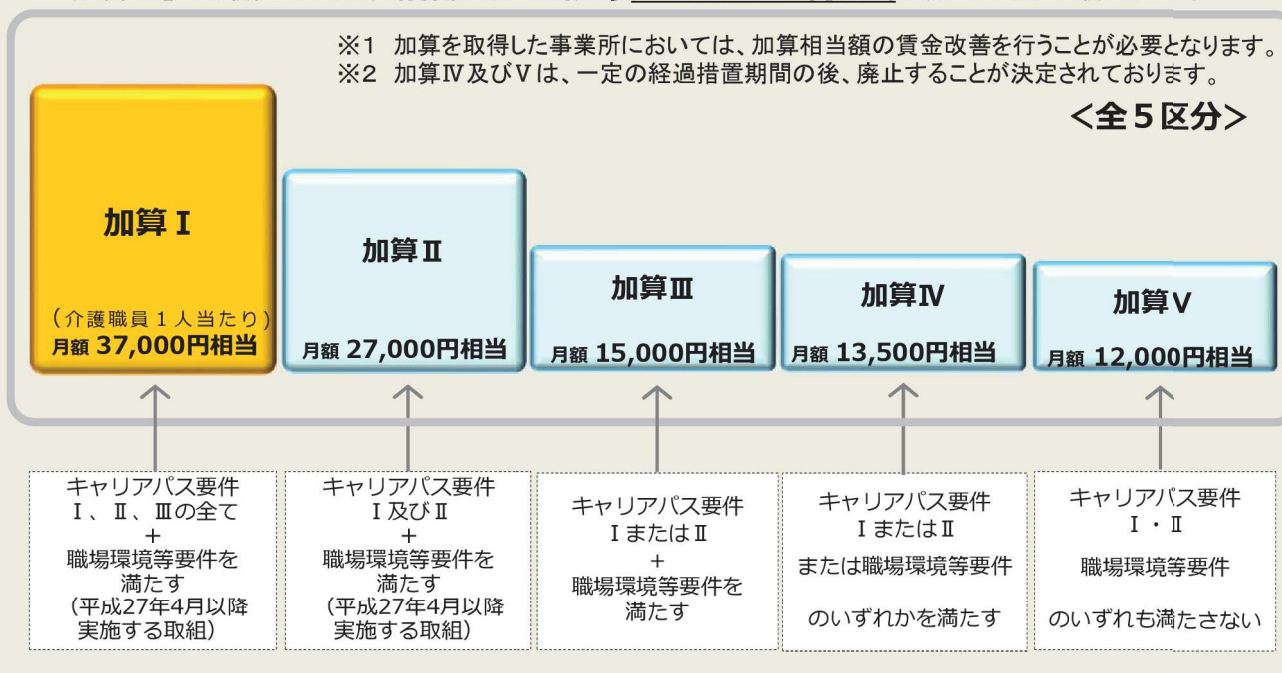 ※1 加算を取得した事業所においては、加算相当額の賃金改善を行うことが必要となります。
※2 加算Ⅳ及びⅤは、一定の経過措置期間の後、廃止することが決定されております。
＜全５区分＞
加算Ⅰ
（介護職員１人当たり）
月額 37,000円相当
加算Ⅱ
月額 27,000円相当
加算Ⅲ
月額 15,000円相当
加算Ⅳ
月額 13,500円相当
加算Ⅴ
月額 12,000円相当
キャリアパス要件
Ⅰ、Ⅱ、Ⅲの全て
＋
職場環境等要件を
満たす
（平成27年4月以降
実施する取組）
キャリアパス要件
Ⅰ及びⅡ
＋
職場環境等要件を
満たす
（平成27年4月以降
実施する取組）
キャリアパス要件
ⅠまたはⅡ
＋
職場環境等要件を
満たす
キャリアパス要件
ⅠまたはⅡ
または職場環境等要件
のいずれかを満たす
キャリアパス要件
Ⅰ・Ⅱ
職場環境等要件
のいずれも満たさない